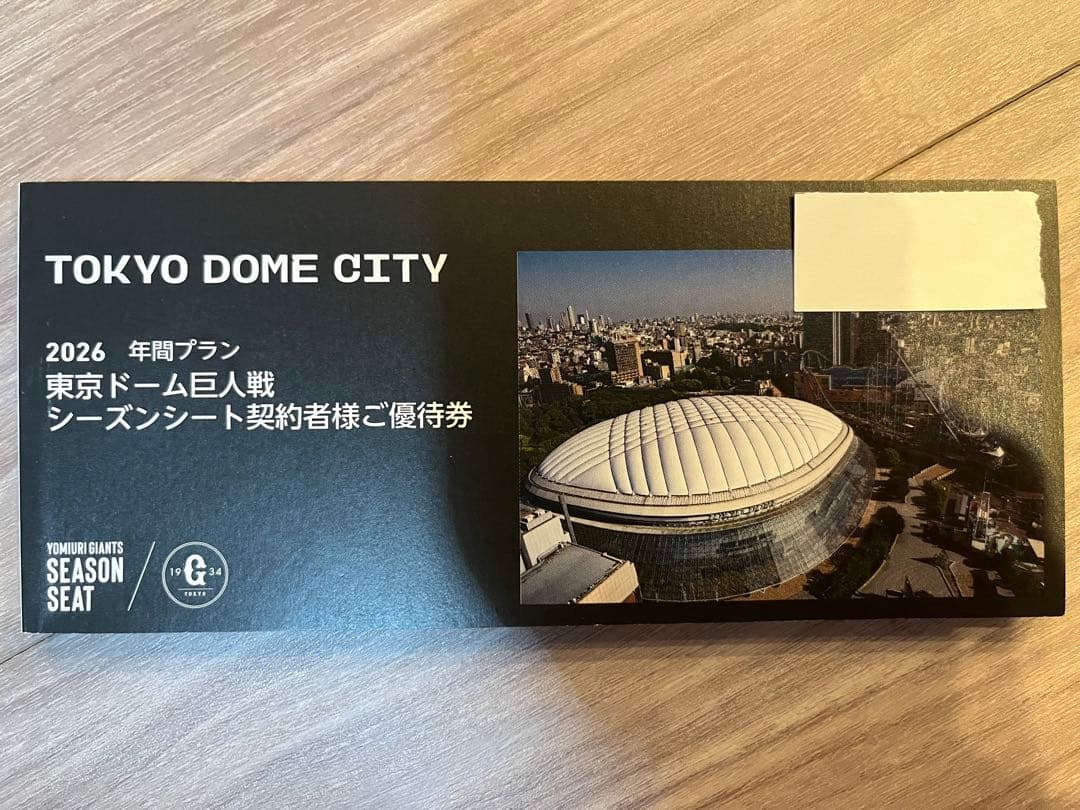 TOKYO DOME CITY
2026 年間プラン
東京ドーム巨人戦
シーズンシート契約者様ご優待券
YOMIURI GIANTS
SEASON
SEAT
19 G 34
TOKYO